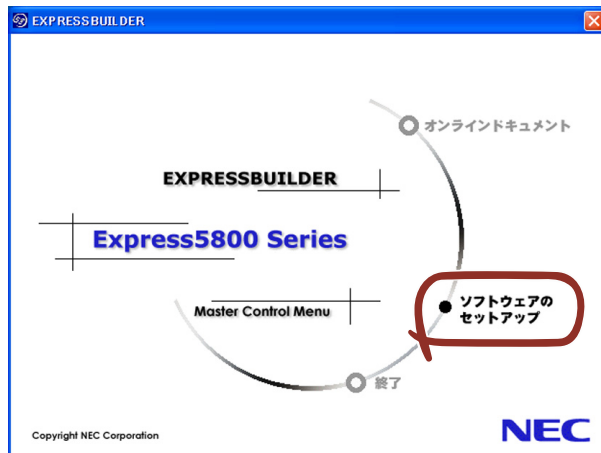 EXPRESSBUILDER
オンラインドキュメント
EXPRESSBUILDER
Express5800 Series
ソフトウェアの
セットアップ
Master Control Menu
終了
Copyright NEC Corporation
NEC